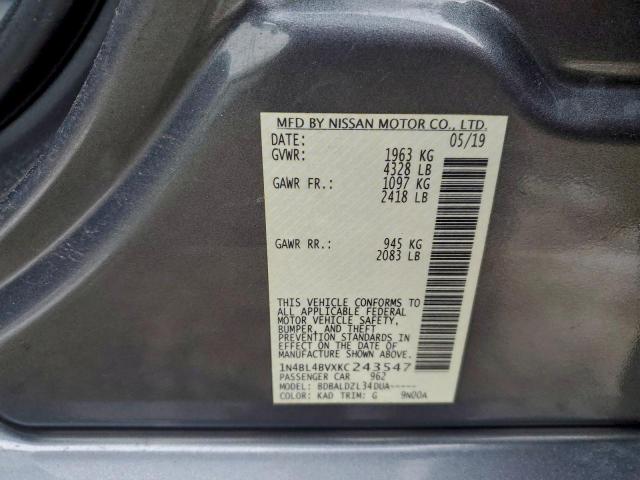 MFD BY NISSAN MOTOR CO., LTD.
DATE: 05/19
GVWR: 1963 KG
4328 LB
GAWR FR.: 1097 KG
2418 LB
GAWR RR.: 945 KG
2083 LB
THIS VEHICLE CONFORMS TO
ALL APPLICABLE FEDERAL
MOTOR VEHICLE SAFETY,
BUMPER, AND THEFT
PREVENTION STANDARDS IN
EFFECT ON THE DATE OF
MANUFACTURE SHOWN ABOVE.
1N4BL4BVXKC243547
PASSENGER CAR 962
MODEL: BDBALDZL34DUA-----
COLOR: KAD TRIM: G 9N00A